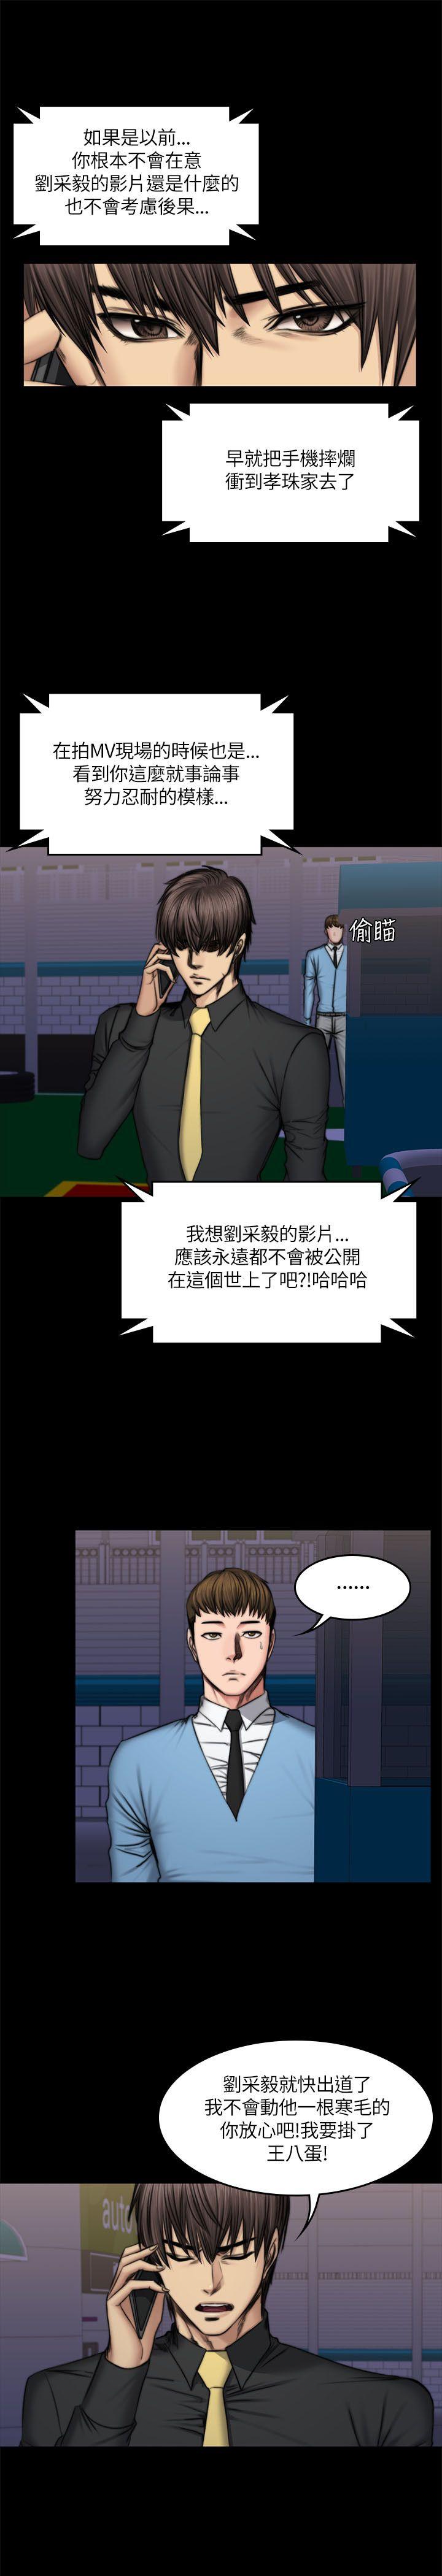 如果是以前...
你根本不會在意
劉采毅的影片還是什麼的
也不會考慮後果...
早就把手機摔爛
衝到孝珠家去了
在拍MV現場的時候也是...
看到你這麼就事論事
努力忍耐的模樣...
偷瞄
我想劉采毅的影片...
應該永遠都不會被公開
在這個世上了吧?!哈哈哈
......
劉采毅就快出道了
我不會動他一根寒毛的
你放心吧!我要掛了
王八蛋!
auto